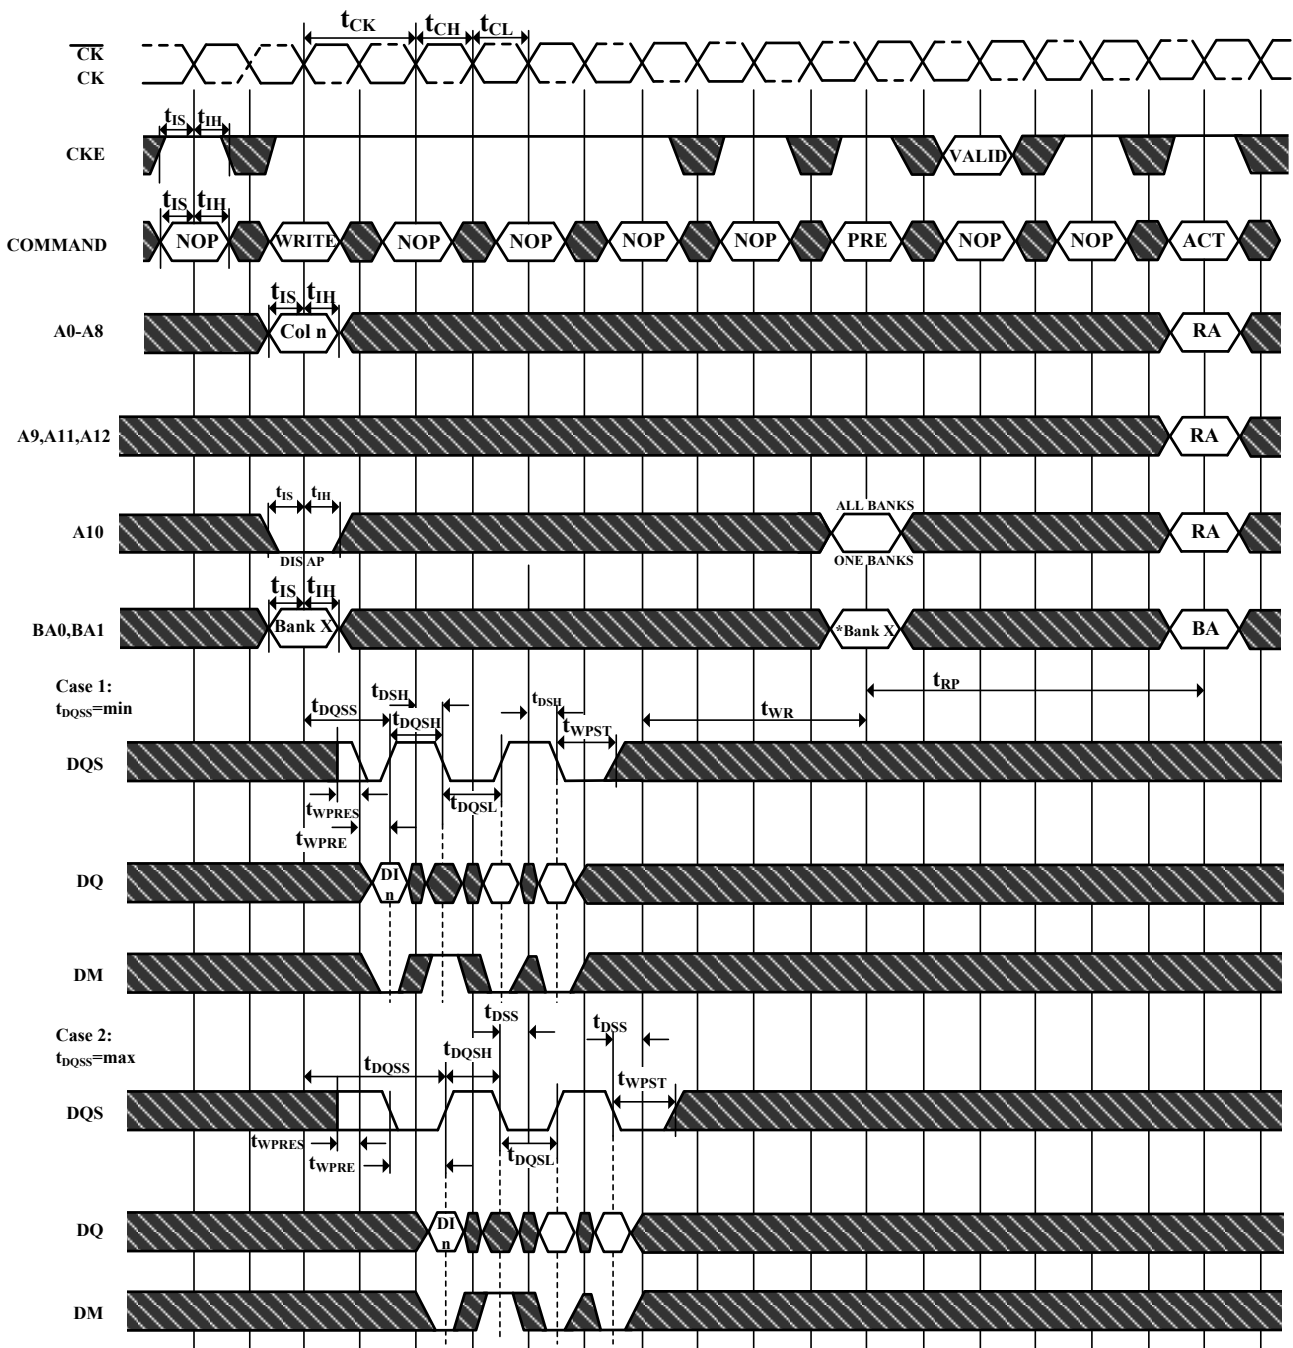 tCK tCH tCL
CK
CK
tIS tIH
CKE VALID
tIS tIH
COMMAND NOP WRITE NOP NOP NOP NOP PRE NOP NOP ACT
tIS tIH
A0-A8 Col n RA
A9,A11,A12 RA
tIS tIH ALL BANKS
A10 RA
DIS AP ONE BANKS
tIS tIH
BA0,BA1 Bank X *Bank X BA
Case 1:
tDQSS=min
tDSH tDSH tRP
tDQSS tDQSH tWPST tWR
DQS
tWPRES tDQSL
tWPRE
DQ DI
n
DM
Case 2:
tDQSS=max
tDSS tDSS
tDQSS tDQSH tWPST
DQS
tWPRES tWPRE tDQSL
DQ DI
n
DM